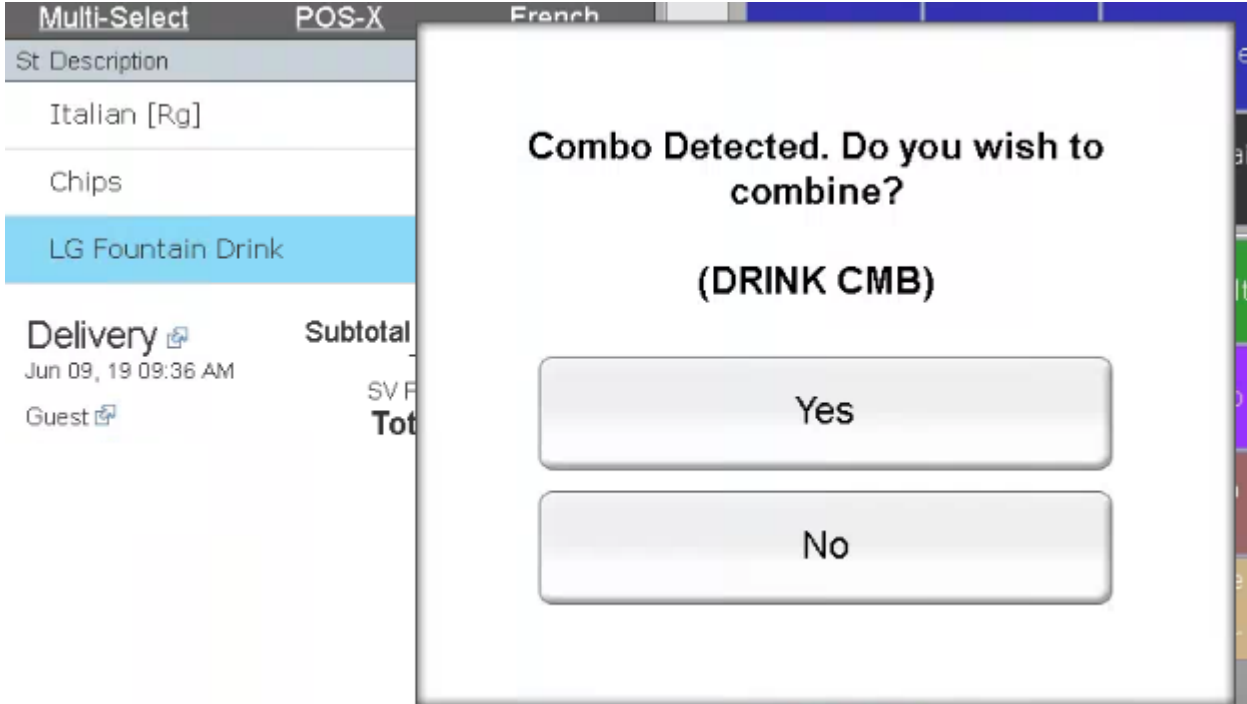 Multi-Select POS-X French
St Description
Italian [Rg]
Chips
LG Fountain Drink
Delivery Subtotal
Jun 09, 19 09:36 AM
SV
Guest
Combo Detected. Do you wish to
combine?
(DRINK CMB)
Yes
No